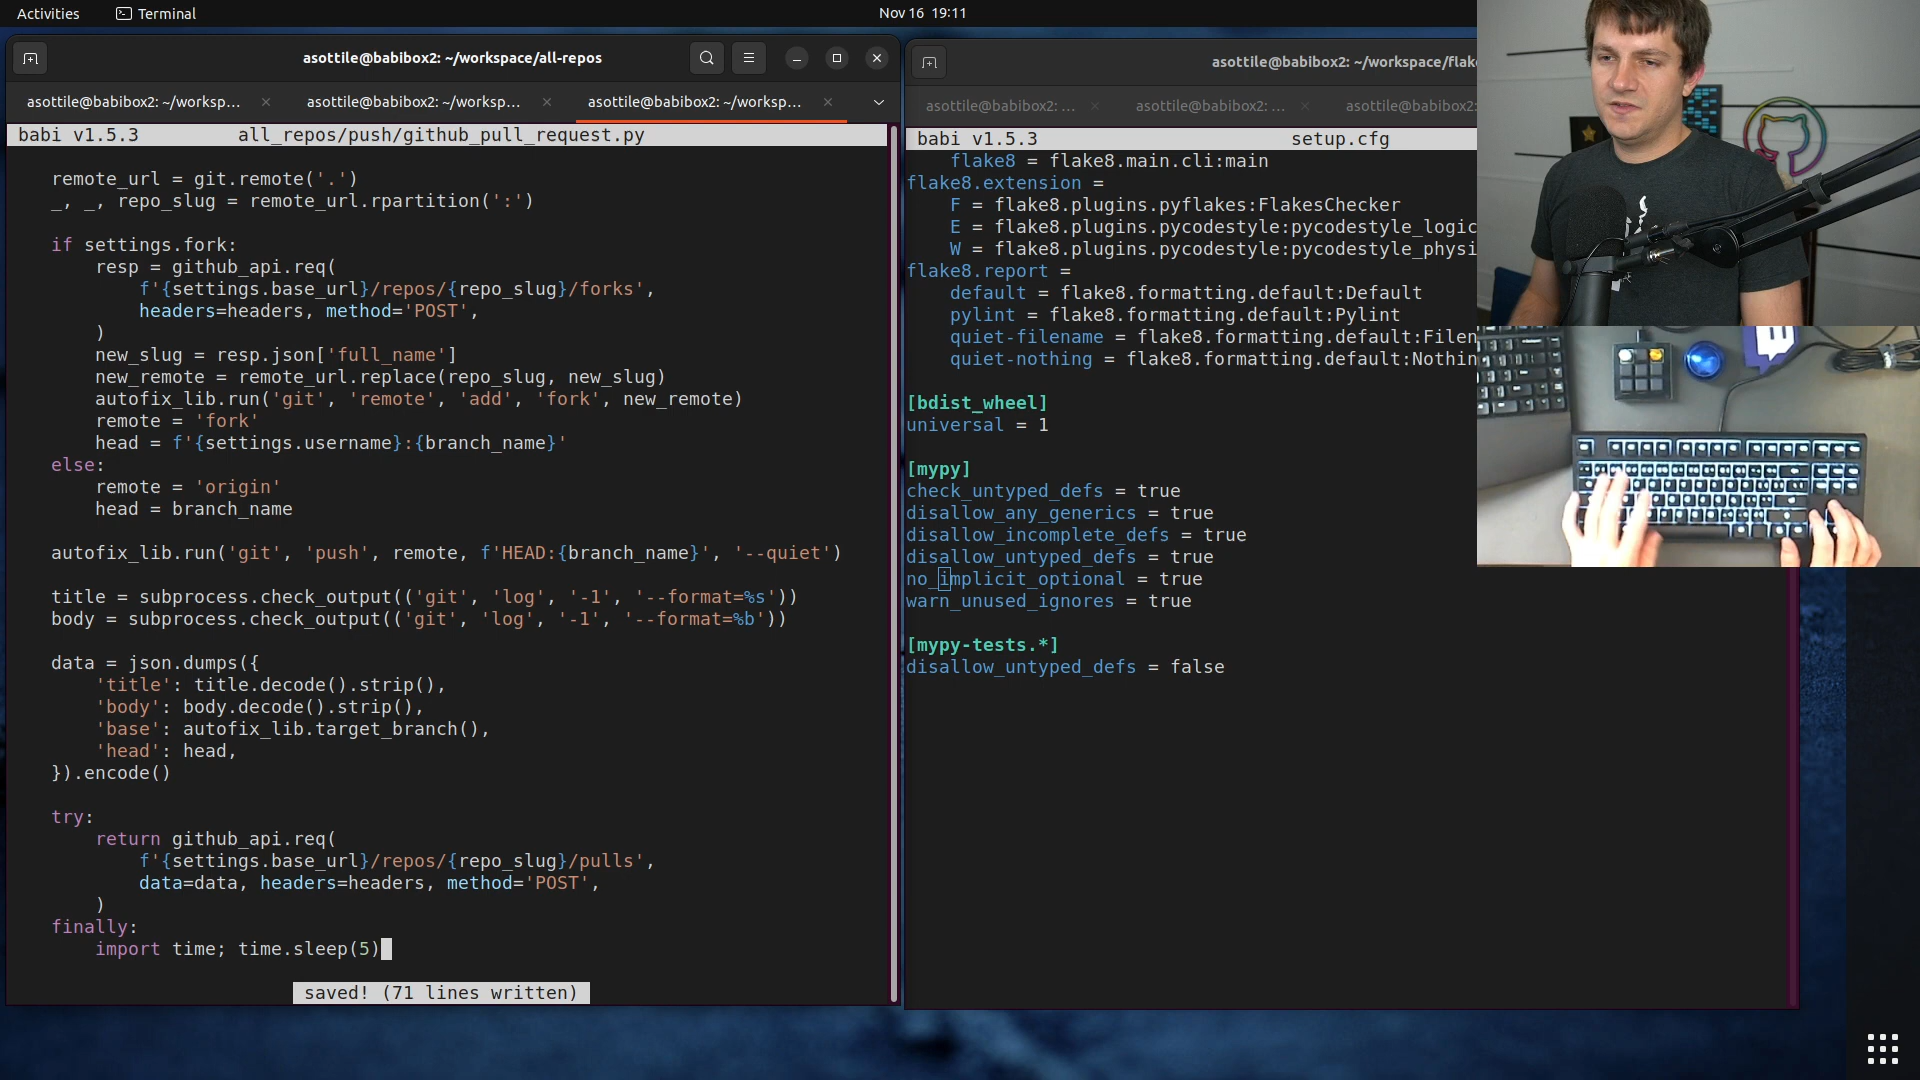 Activities
Terminal
Nov 16 19:11
asottile@babibox2: ~/workspace/all-repos
asottile@babibox2: ~/worksp...
asottile@babibox2: ~/worksp...
asottile@babibox2: ~/worksp...
babi v1.5.3 all_repos/push/github_pull_request.py
remote_url = git.remote('.')
_, _, repo_slug = remote_url.rpartition(':')
if settings.fork:
resp = github_api.req(
f'{settings.base_url}/repos/{repo_slug}/forks',
headers=headers, method='POST',
)
new_slug = resp.json['full_name']
new_remote = remote_url.replace(repo_slug, new_slug)
autofix_lib.run('git', 'remote', 'add', 'fork', new_remote)
remote = 'fork'
head = f'{settings.username}:{branch_name}'
else:
remote = 'origin'
head = branch_name
autofix_lib.run('git', 'push', remote, f'HEAD:{branch_name}', '--quiet')
title = subprocess.check_output(('git', 'log', '-1', '--format=%s'))
body = subprocess.check_output(('git', 'log', '-1', '--format=%b'))
data = json.dumps({
'title': title.decode().strip(),
'body': body.decode().strip(),
'base': autofix_lib.target_branch(),
'head': head,
}).encode()
try:
return github_api.req(
f'{settings.base_url}/repos/{repo_slug}/pulls',
data=data, headers=headers, method='POST',
)
finally:
import time; time.sleep(5)
saved! (71 lines written)
asottile@babibox2: ~/workspace/flak
asottile@babibox2: ...
asottile@babibox2: ...
asottile@babibox2:
babi v1.5.3 setup.cfg
flake8 = flake8.main.cli:main
flake8.extension =
F = flake8.plugins.pyflakes:FlakesChecker
E = flake8.plugins.pycodestyle:pycodestyle_logic
W = flake8.plugins.pycodestyle:pycodestyle_physi
flake8.report =
default = flake8.formatting.default:Default
pylint = flake8.formatting.default:Pylint
quiet-filename = flake8.formatting.default:Filen
quiet-nothing = flake8.formatting.default:Nothin
[bdist_wheel]
universal = 1
[mypy]
check_untyped_defs = true
disallow_any_generics = true
disallow_incomplete_defs = true
disallow_untyped_defs = true
no_implicit_optional = true
warn_unused_ignores = true
[mypy-tests.*]
disallow_untyped_defs = false